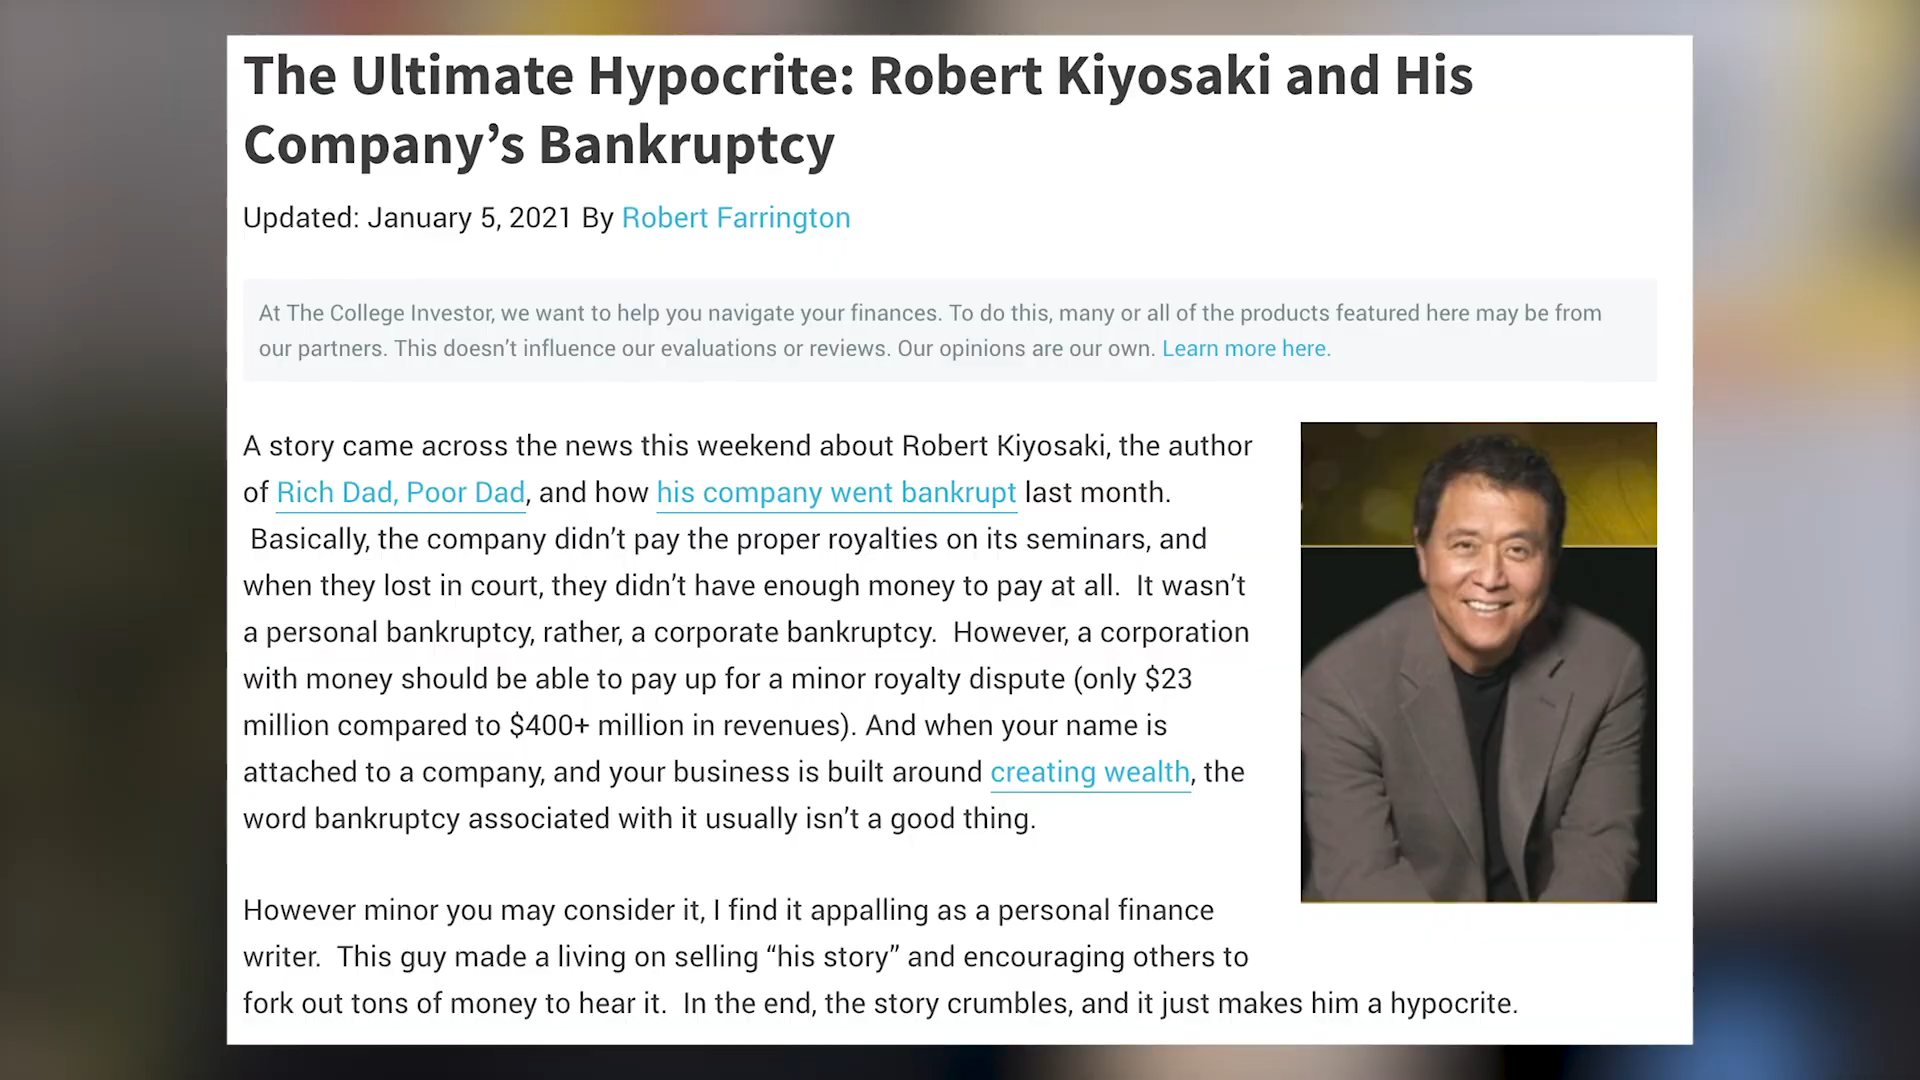 The Ultimate Hypocrite: Robert Kiyosaki and His
Company’s Bankruptcy
Updated: January 5, 2021 By Robert Farrington
At The College Investor, we want to help you navigate your finances. To do this, many or all of the products featured here may be from
our partners. This doesn’t influence our evaluations or reviews. Our opinions are our own. Learn more here.
A story came across the news this weekend about Robert Kiyosaki, the author
of Rich Dad, Poor Dad, and how his company went bankrupt last month.
Basically, the company didn’t pay the proper royalties on its seminars, and
when they lost in court, they didn’t have enough money to pay at all. It wasn’t
a personal bankruptcy, rather, a corporate bankruptcy. However, a corporation
with money should be able to pay up for a minor royalty dispute (only $23
million compared to $400+ million in revenues). And when your name is
attached to a company, and your business is built around creating wealth, the
word bankruptcy associated with it usually isn’t a good thing.
However minor you may consider it, I find it appalling as a personal finance
writer. This guy made a living on selling “his story” and encouraging others to
fork out tons of money to hear it. In the end, the story crumbles, and it just makes him a hypocrite.